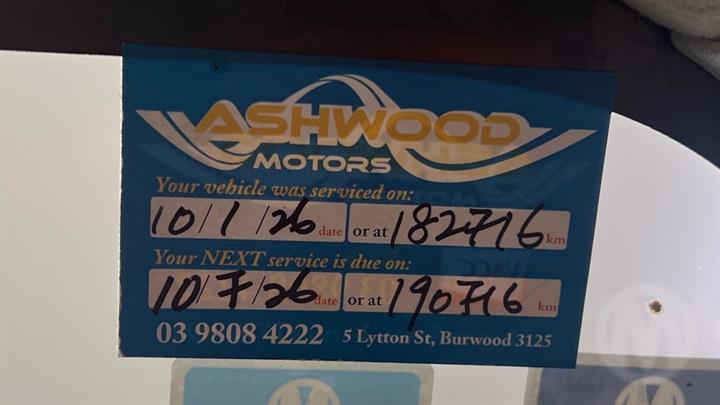 ASHWOOD
MOTORS
Your vehicle was serviced on:
10/1/26 date or at 182716 km
Your NEXT service is due on:
10/7/26 date or at 190716 km
03 9808 4222 5 Lytton St, Burwood 3125